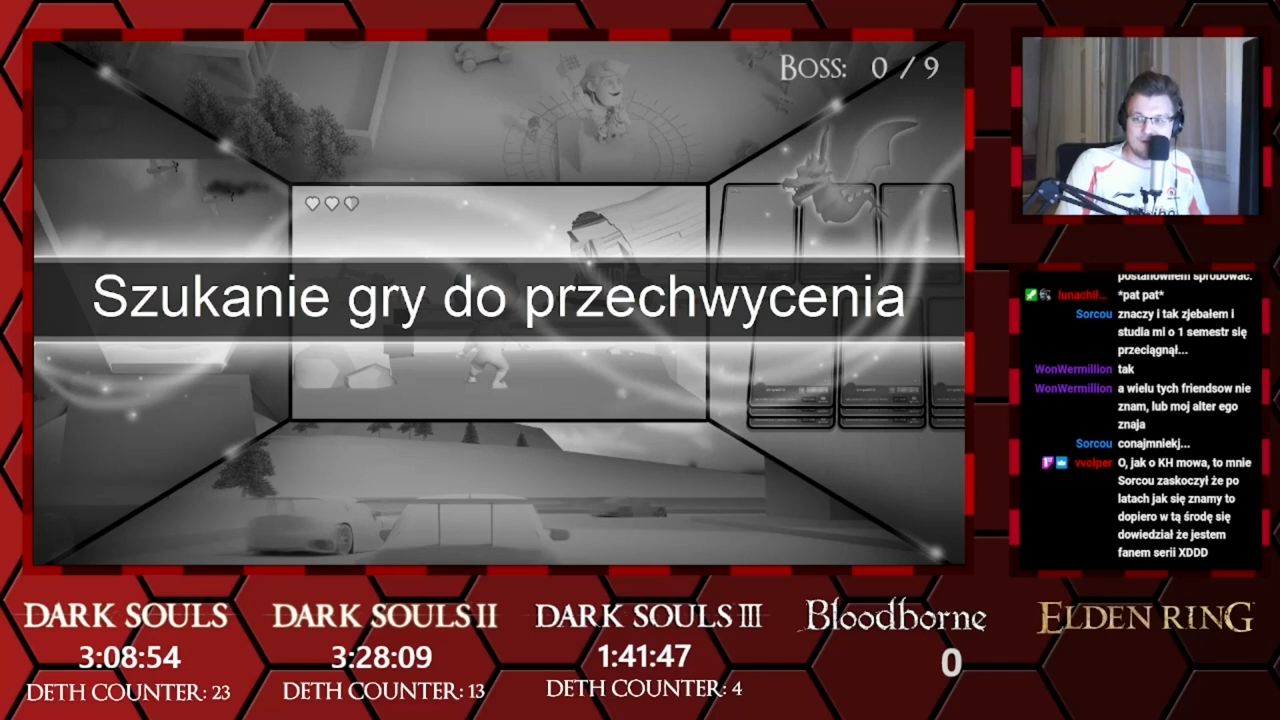 BOSS: 0 / 9
Szukanie gry do przechwycenia
postanowiłem spróbować.
lunachil... *pat pat*
Sorcou znaczy i tak zjebałem i
studia mi o 1 semestr się
przeciągnął...
WonWermillion tak
WonWermillion a wielu tych friendsow nie
znam, lub moj alter ego
znaja
Sorcou conajmniekj...
vvolper O, jak o KH mowa, to mnie
Sorcou zaskoczył że po
latach jak się znamy to
dopiero w tą środę się
dowiedział że jestem
fanem serii XDDD
DARK SOULS
3:08:54
DETH COUNTER: 23
DARK SOULS II
3:28:09
DETH COUNTER: 13
DARK SOULS III
1:41:47
DETH COUNTER: 4
Bloodborne
0
ELDEN RING